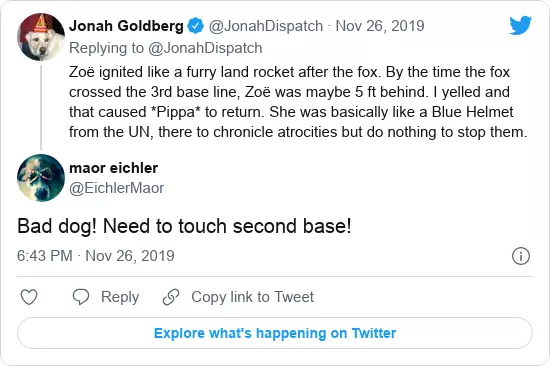 Jonah Goldberg @JonahDispatch · Nov 26, 2019
Replying to @JonahDispatch
Zoë ignited like a furry land rocket after the fox. By the time the fox
crossed the 3rd base line, Zoë was maybe 5 ft behind. I yelled and
that caused *Pippa* to return. She was basically like a Blue Helmet
from the UN, there to chronicle atrocities but do nothing to stop them.
maor eichler
@EichlerMaor
Bad dog! Need to touch second base!
6:43 PM · Nov 26, 2019
Reply Copy link to Tweet
Explore what's happening on Twitter